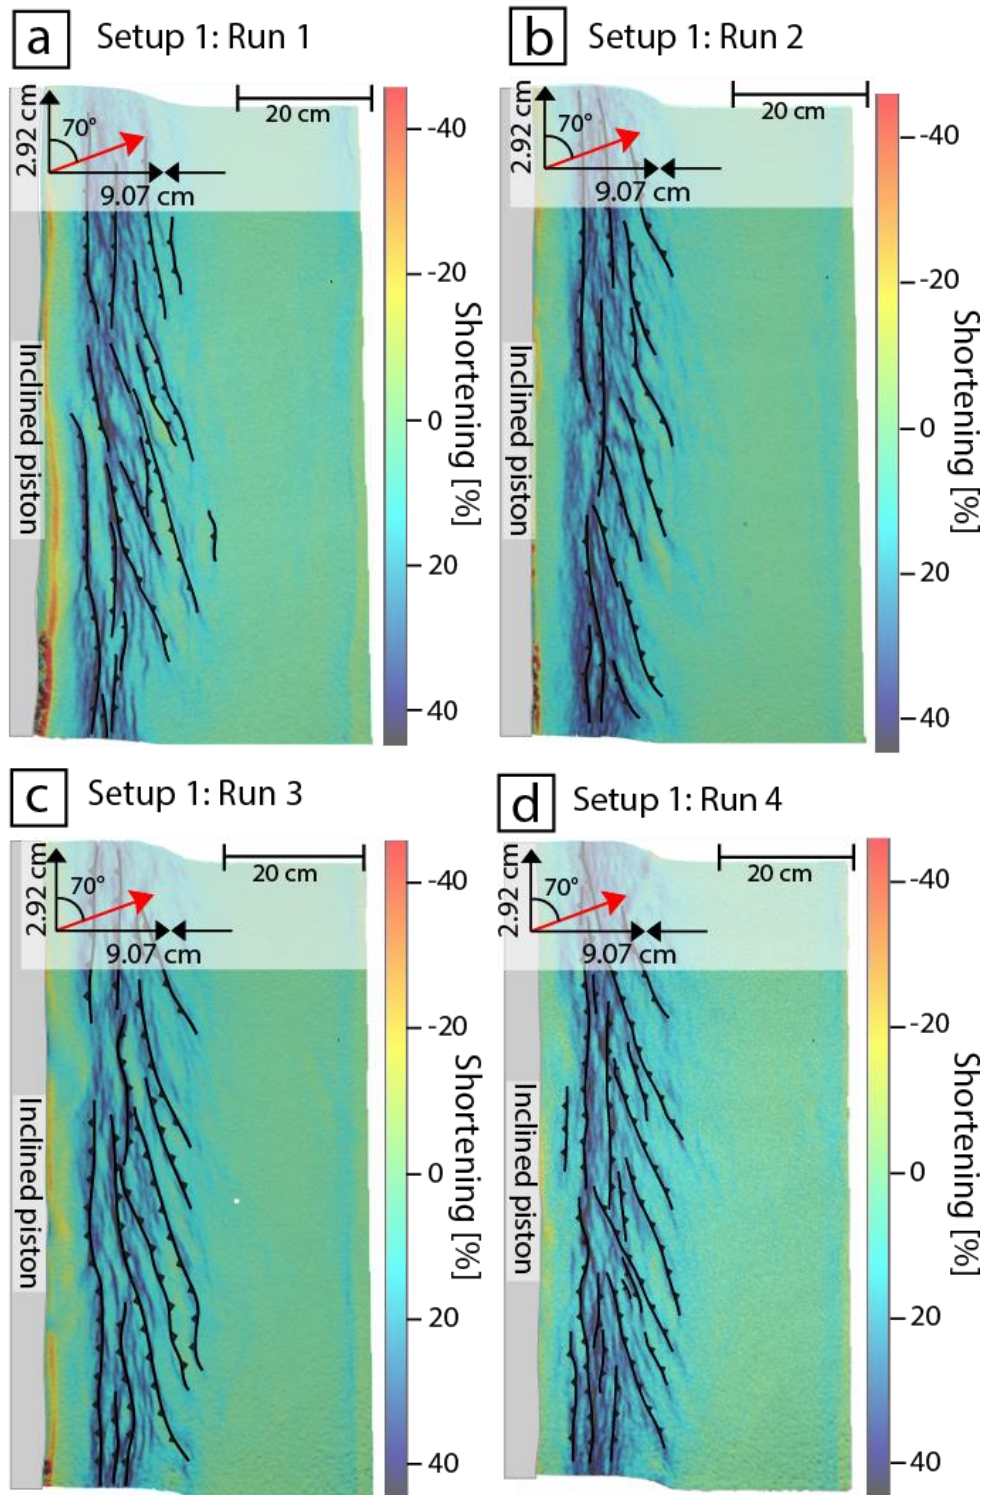 a Setup 1: Run 1
20 cm
2.92 cm
70°
9.07 cm
Inclined piston
-40
-20
0
20
40
Shortening [%]
b Setup 1: Run 2
20 cm
2.92 cm
70°
9.07 cm
Inclined piston
-40
-20
0
20
40
Shortening [%]
c Setup 1: Run 3
20 cm
2.92 cm
70°
9.07 cm
Inclined piston
-40
-20
0
20
40
Shortening [%]
d Setup 1: Run 4
20 cm
2.92 cm
70°
9.07 cm
Inclined piston
-40
-20
0
20
40
Shortening [%]